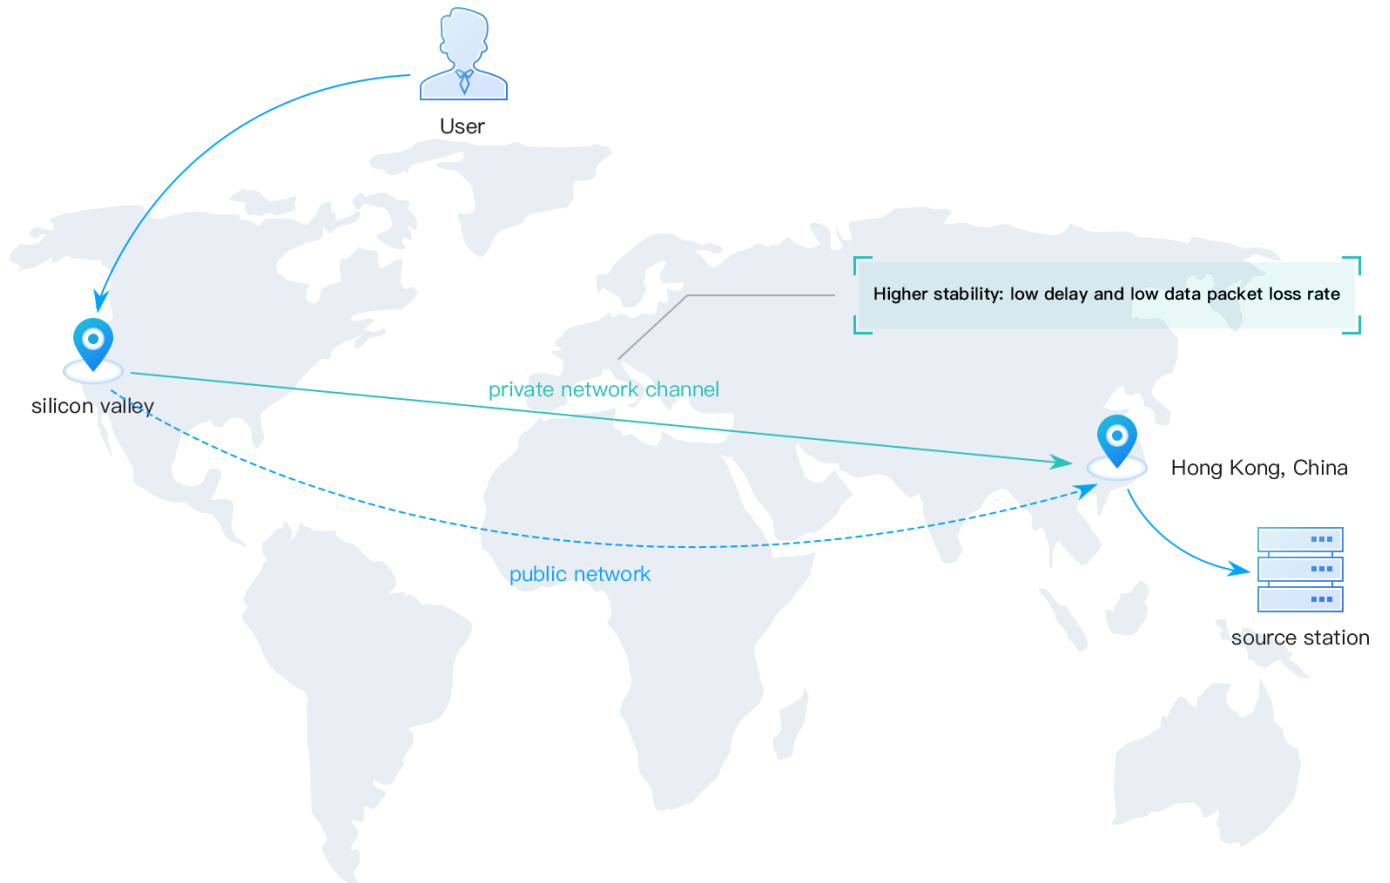 User
Higher stability: low delay and low data packet loss rate
private network channel
silicon valley
Hong Kong, China
public network
source station